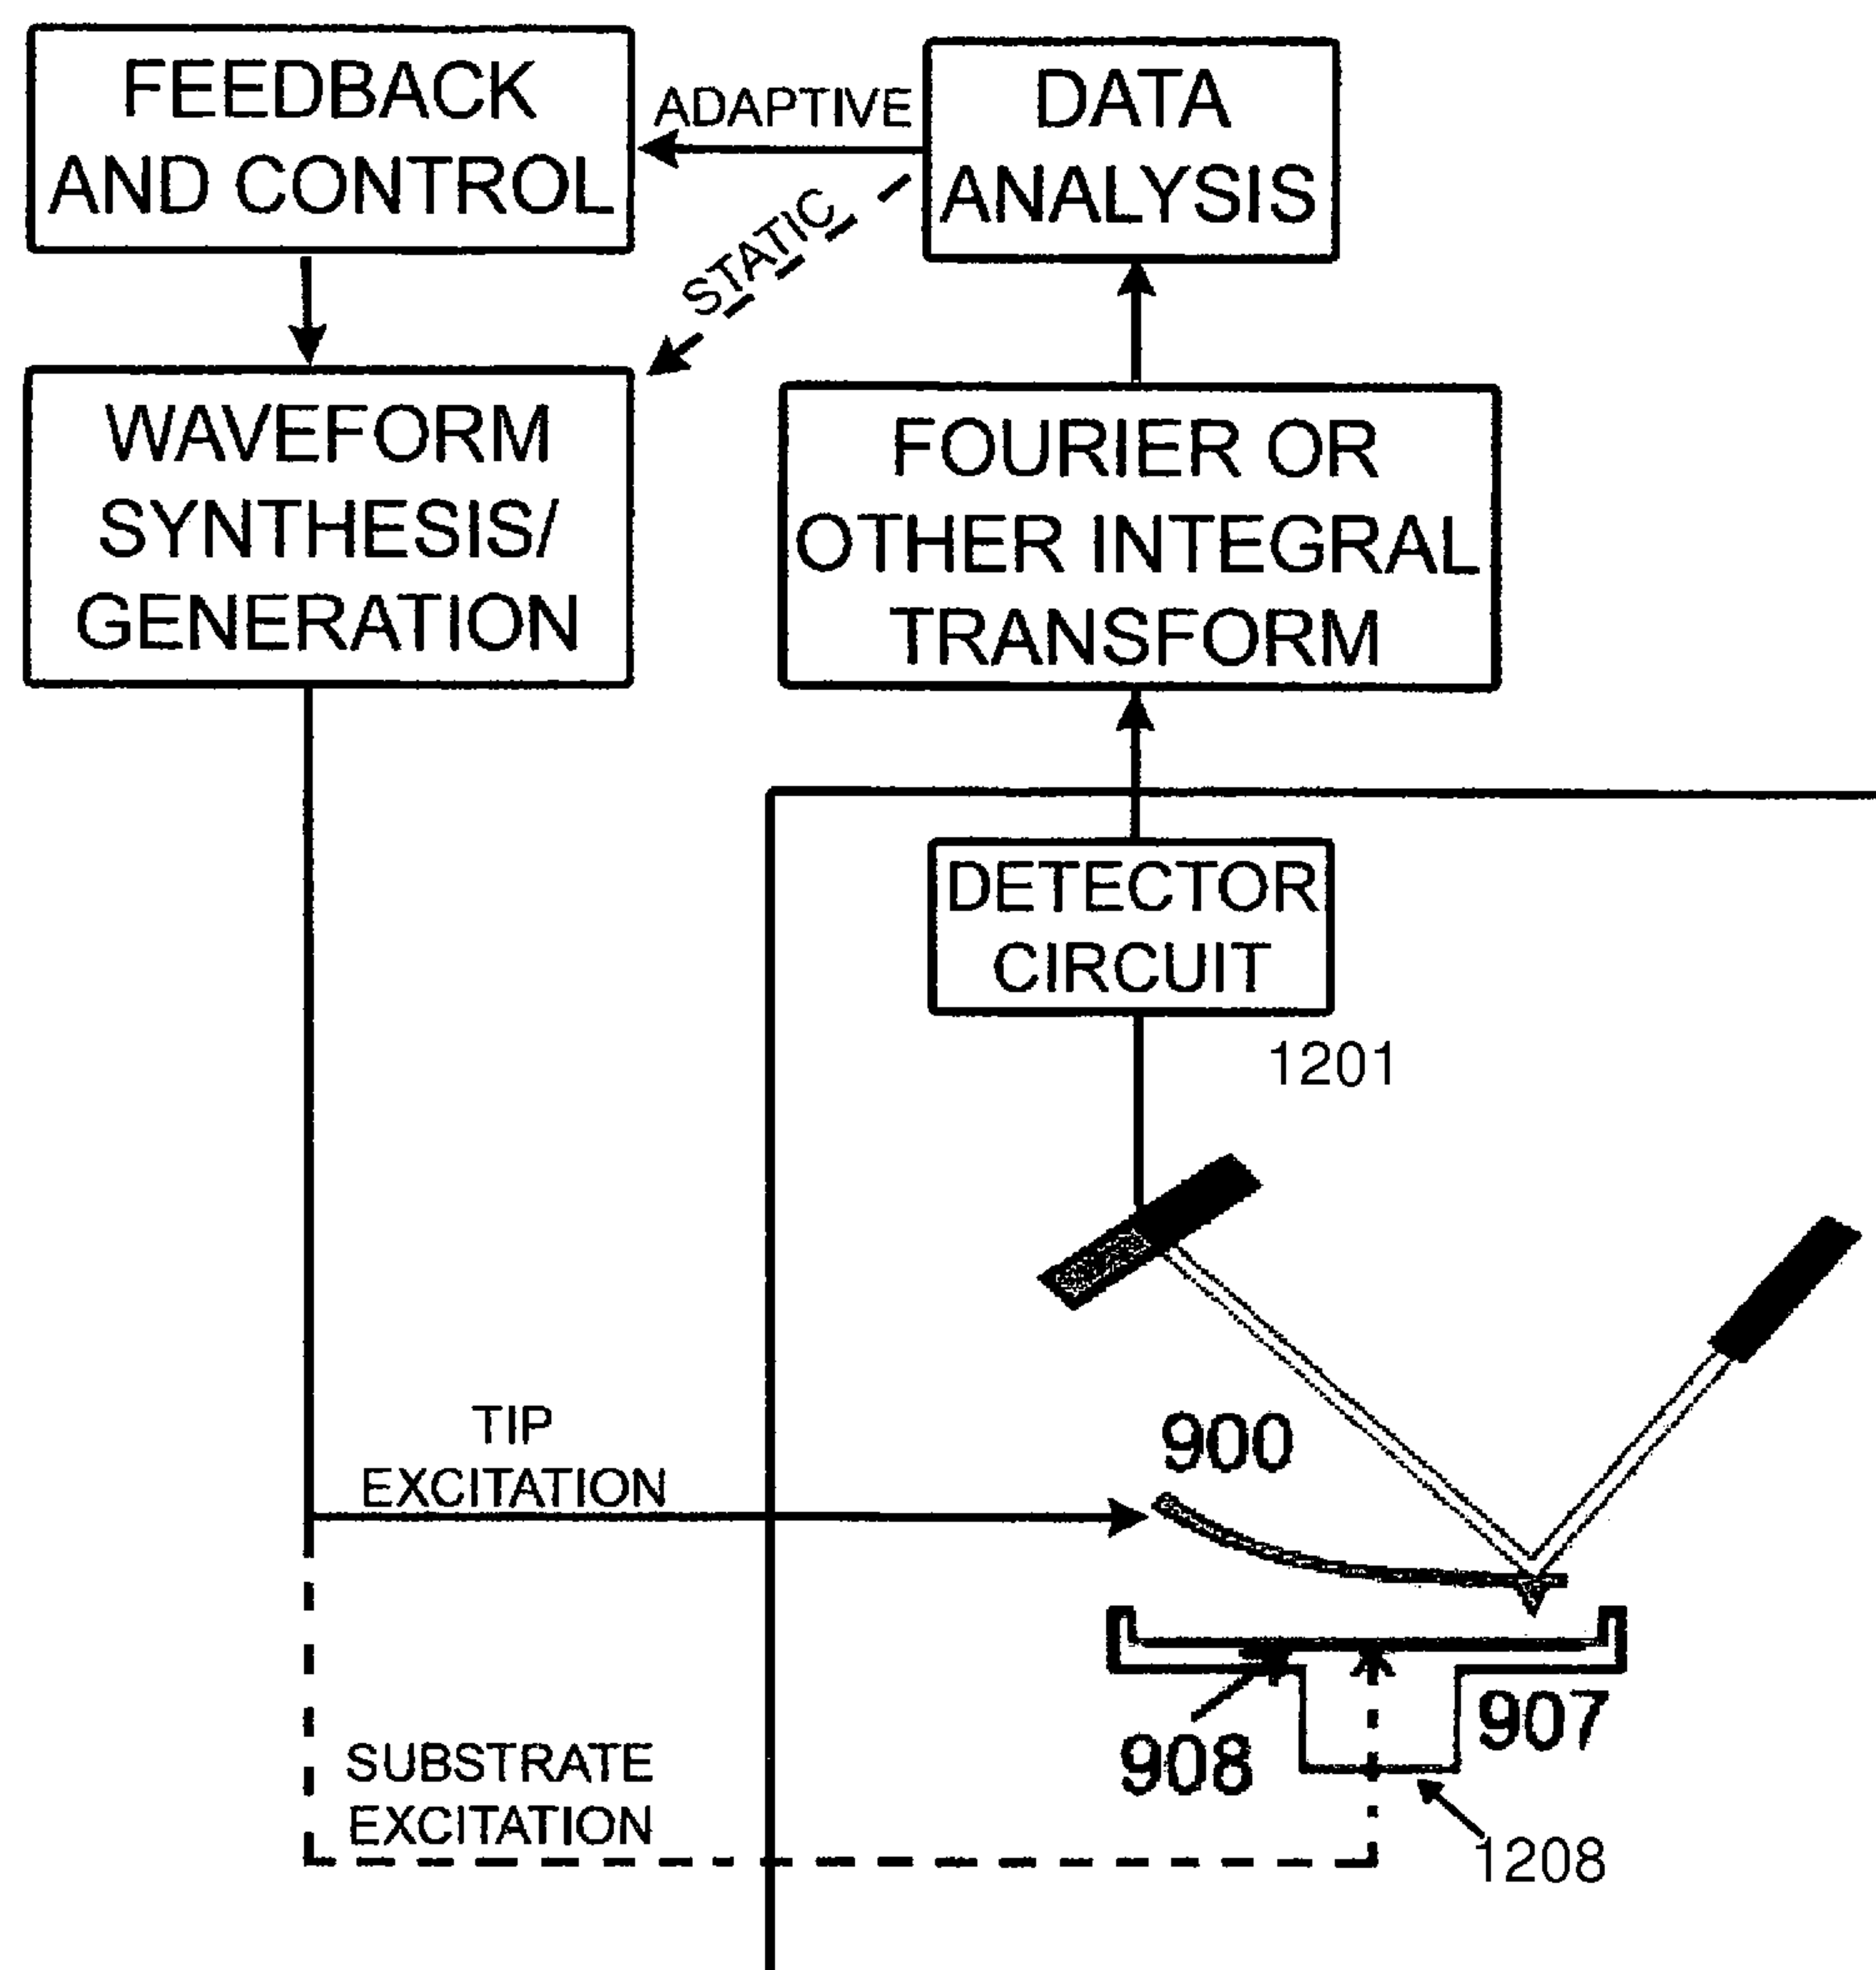 FEEDBACK
AND CONTROL
ADAPTIVE
DATA
ANALYSIS
STATIC
WAVEFORM
SYNTHESIS/
GENERATION
FOURIER OR
OTHER INTEGRAL
TRANSFORM
DETECTOR
CIRCUIT
1201
TIP
EXCITATION
900
908
907
SUBSTRATE
EXCITATION
1208